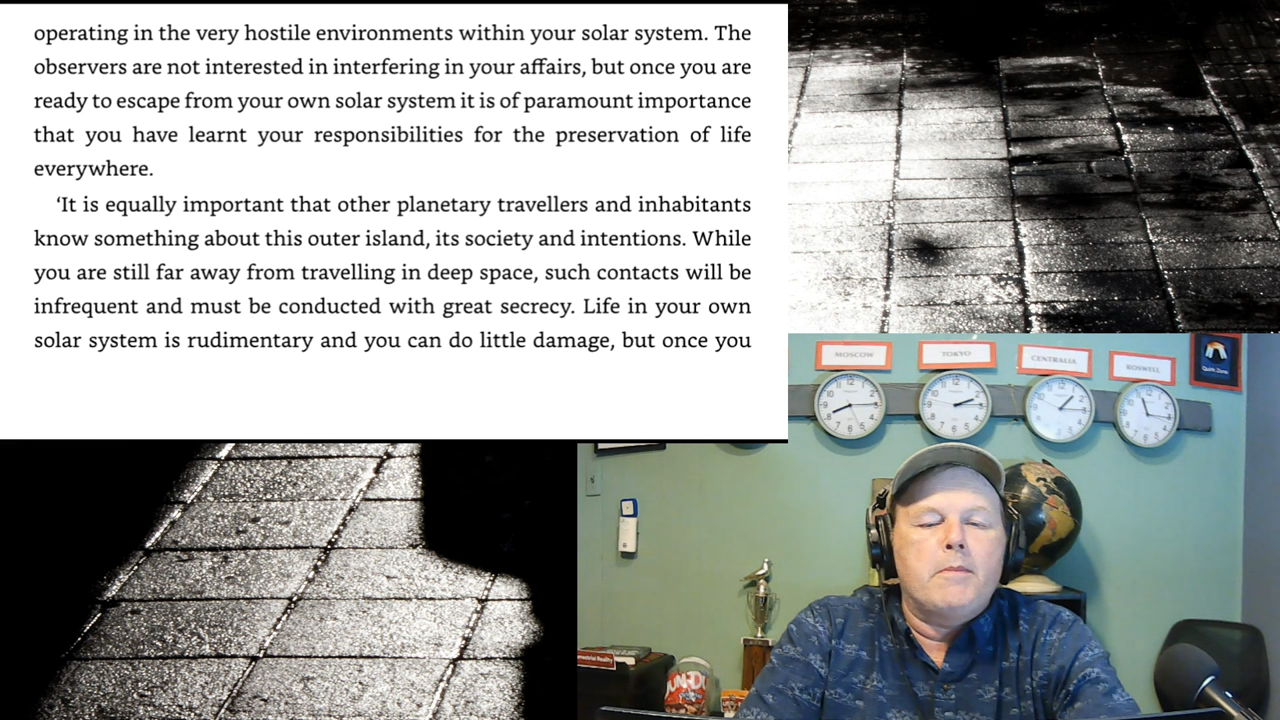 operating in the very hostile environments within your solar system. The
observers are not interested in interfering in your affairs, but once you are
ready to escape from your own solar system it is of paramount importance
that you have learnt your responsibilities for the preservation of life
everywhere.
‘It is equally important that other planetary travellers and inhabitants
know something about this outer island, its society and intentions. While
you are still far away from travelling in deep space, such contacts will be
infrequent and must be conducted with great secrecy. Life in your own
solar system is rudimentary and you can do little damage, but once you
MOSCOW
TOKYO
CENTRALIA
ROSWELL